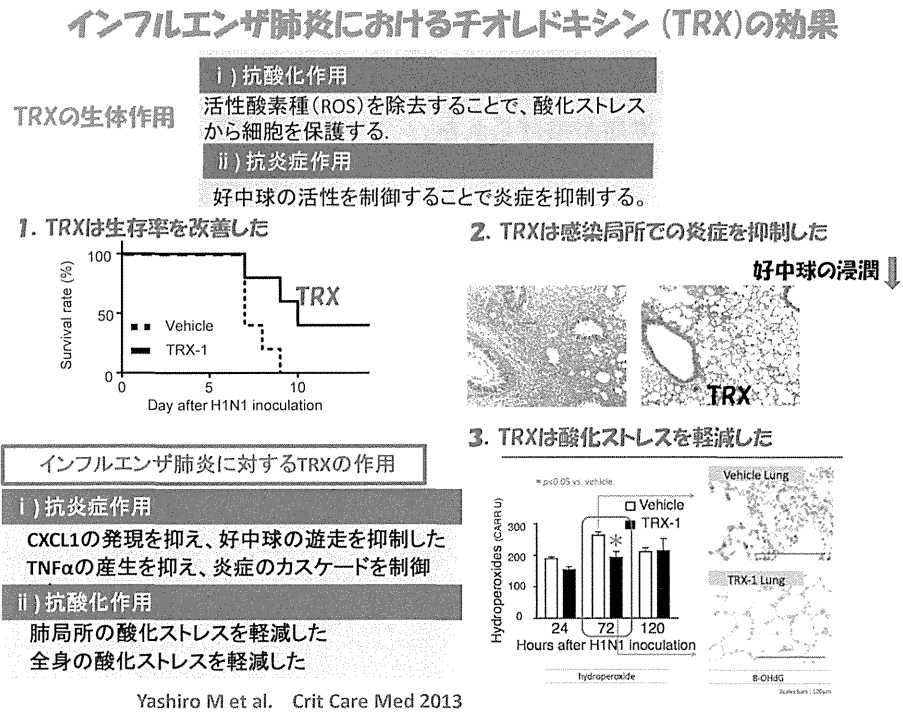 インフルエンザ肺炎におけるチオレドキシン (TRX)の効果
TRXの生体作用
ⅰ) 抗酸化作用
活性酸素種(ROS)を除去することで、酸化ストレス
から細胞を保護する.
ⅱ) 抗炎症作用
好中球の活性を制御することで炎症を抑制する。
1. TRXは生存率を改善した
Survival rate (%)
100
50
0
TRX
Vehicle
TRX-1
0 5 10
Day after H1N1 inoculation
2. TRXは感染局所での炎症を抑制した
好中球の浸潤
TRX
3. TRXは酸化ストレスを軽減した
* p<0.05 vs. vehicle.
Hydroperoxides (CARR U)
Vehicle
TRX-1
300
200
100
0
*
24 72 120
Hours after H1N1 inoculation
hydroperoxide
Vehicle Lung
TRX-1 Lung
8-OHdG
Scales bars : 120μm
インフルエンザ肺炎に対するTRXの作用
ⅰ) 抗炎症作用
CXCL1の発現を抑え、好中球の遊走を抑制した
TNFαの産生を抑え、炎症のカスケードを制御
ⅱ) 抗酸化作用
肺局所の酸化ストレスを軽減した
全身の酸化ストレスを軽減した
Yashiro M et al. Crit Care Med 2013